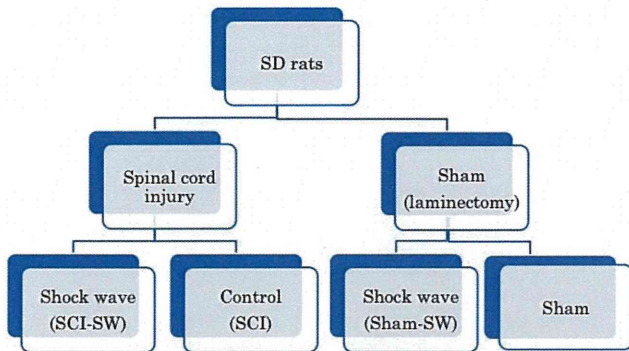 SD rats
Spinal cord
injury
Sham
(laminectomy)
Shock wave
(SCI-SW)
Control
(SCI)
Shock wave
(Sham-SW)
Sham